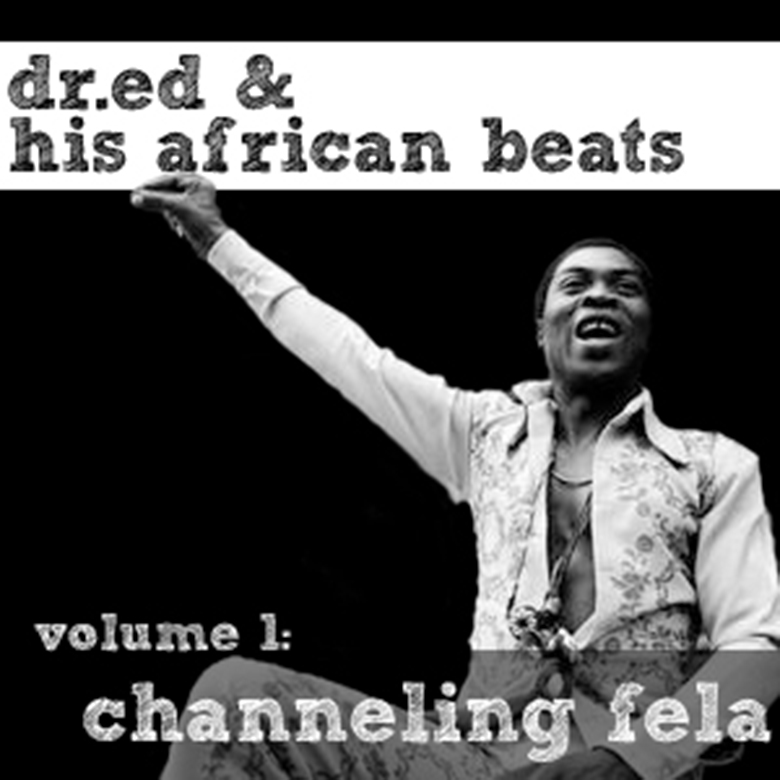 dr.ed &
his african beats
volume 1:
channeling fela